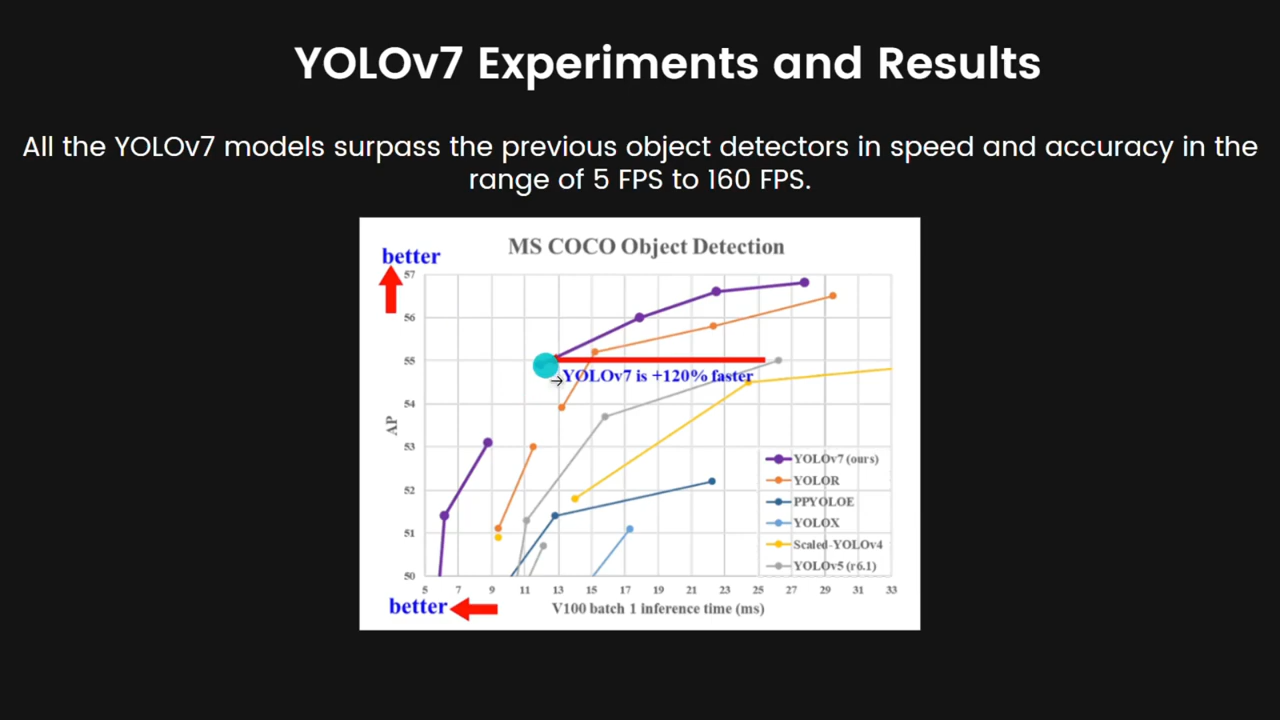 YOLOv7 Experiments and Results
All the YOLOv7 models surpass the previous object detectors in speed and accuracy in the
range of 5 FPS to 160 FPS.
MS COCO Object Detection
better
57
56
55
54
53
52
51
50
AP
YOLOv7 is +120% faster
YOLOv7 (ours)
YOLOR
PPYOLOE
YOLOX
Scaled-YOLOv4
YOLOv5 (r6.1)
5 7 9 11 13 15 17 19 21 23 25 27 29 31 33
better
V100 batch 1 inference time (ms)